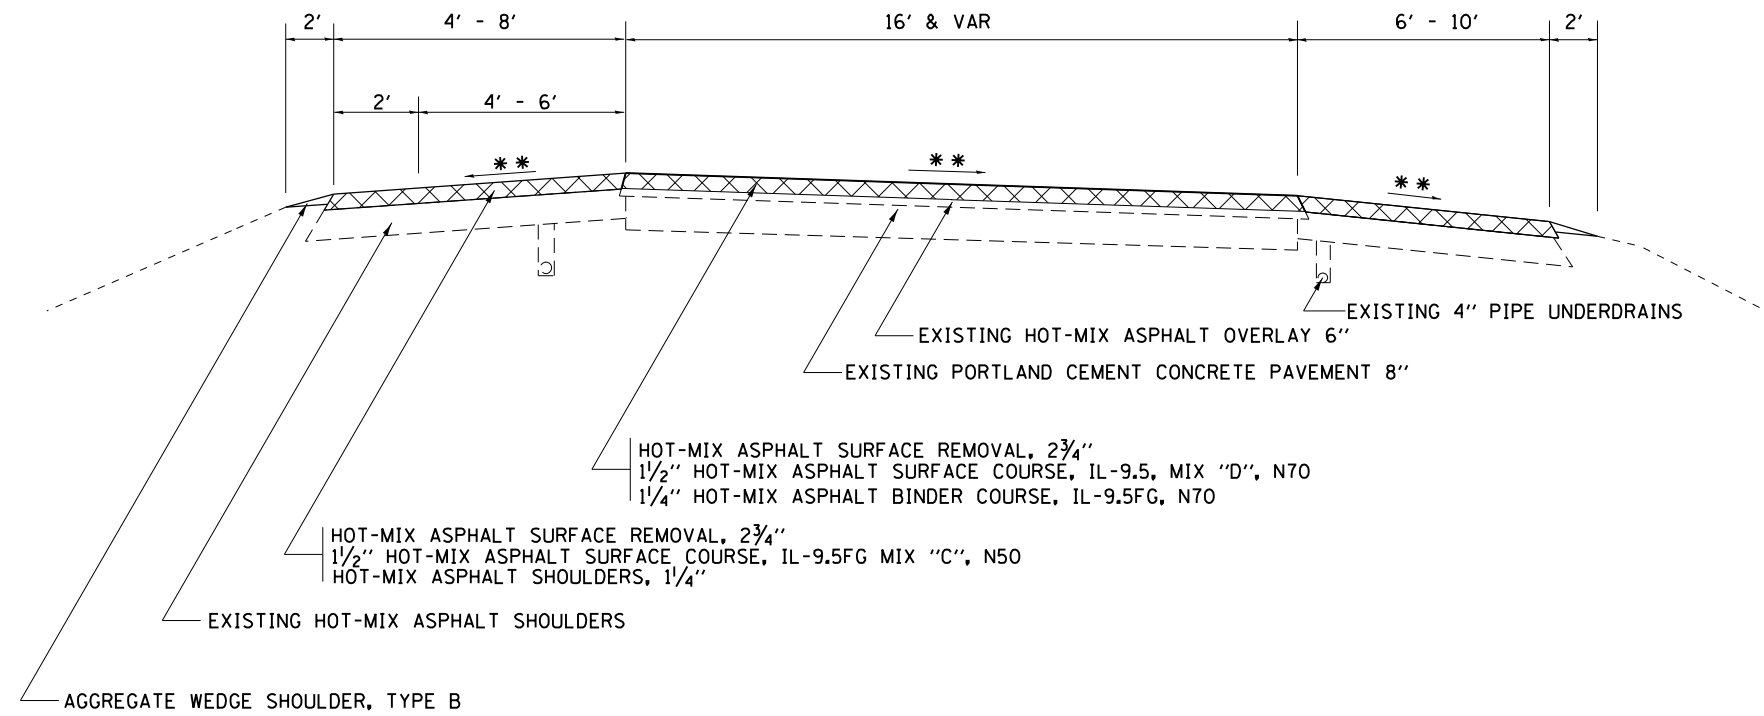 2' 4' - 8' 16' & VAR 6' - 10' 2'
2' 4' - 6'
** ** **
EXISTING 4" PIPE UNDERDRAINS
EXISTING HOT-MIX ASPHALT OVERLAY 6"
EXISTING PORTLAND CEMENT CONCRETE PAVEMENT 8"
HOT-MIX ASPHALT SURFACE REMOVAL, 2¾"
1½" HOT-MIX ASPHALT SURFACE COURSE, IL-9.5, MIX "D", N70
1¼" HOT-MIX ASPHALT BINDER COURSE, IL-9.5FG, N70
HOT-MIX ASPHALT SURFACE REMOVAL, 2¾"
1½" HOT-MIX ASPHALT SURFACE COURSE, IL-9.5FG MIX "C", N50
HOT-MIX ASPHALT SHOULDERS, 1¼"
EXISTING HOT-MIX ASPHALT SHOULDERS
AGGREGATE WEDGE SHOULDER, TYPE B